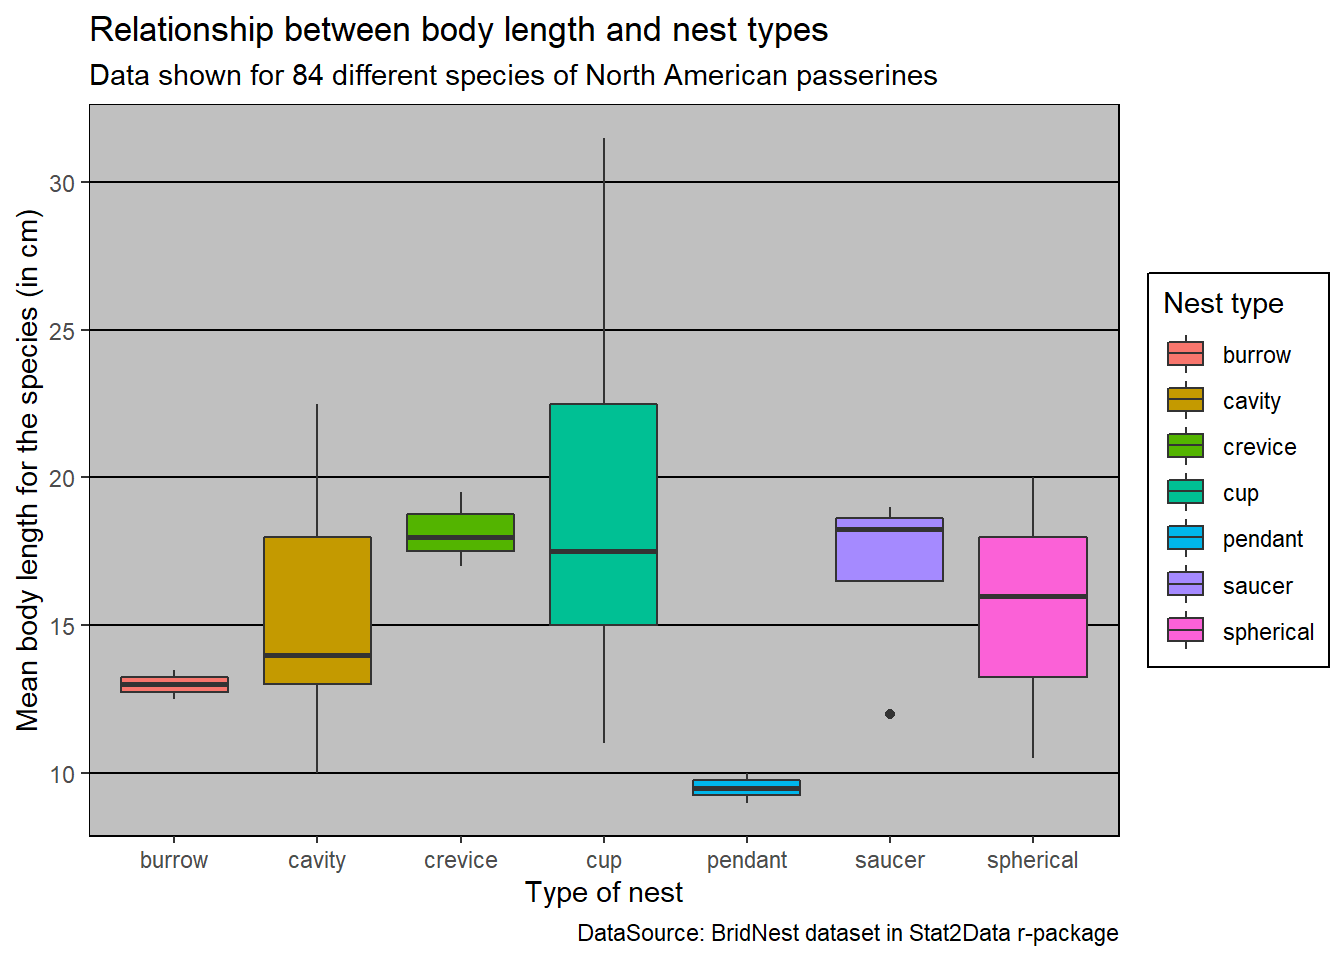 Relationship between body length and nest types
Data shown for 84 different species of North American passerines
Mean body length for the species (in cm)
30
25
20
15
10
burrow
cavity
crevice
cup
pendant
saucer
spherical
Type of nest
Nest type
burrow
cavity
crevice
cup
pendant
saucer
spherical
DataSource: BridNest dataset in Stat2Data r-package